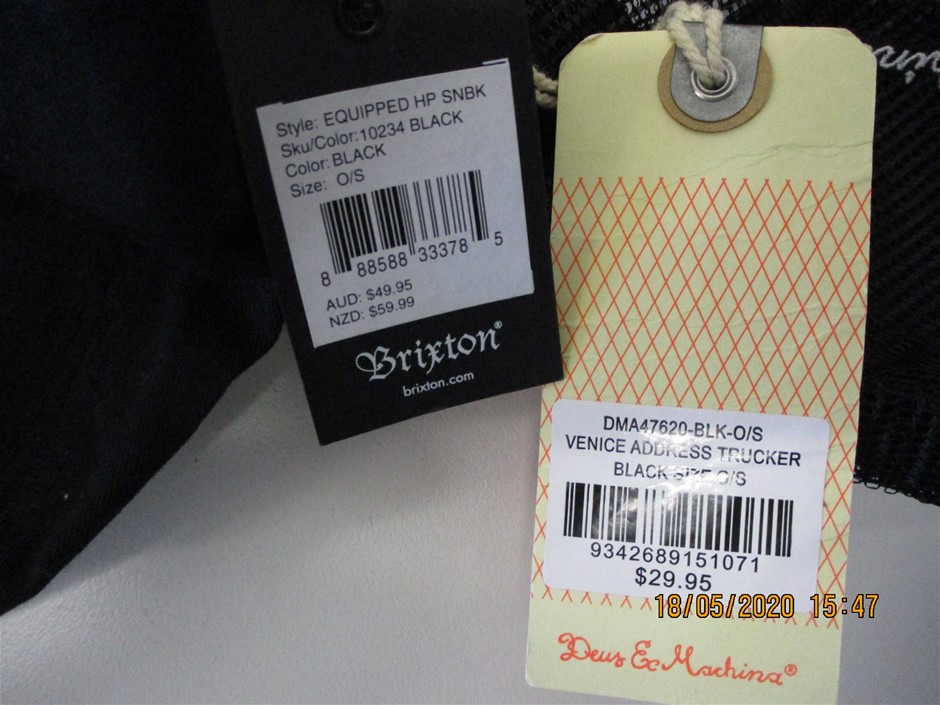 Style: EQUIPPED HP SNBK
Sku/Color:10234 BLACK
Color: BLACK
Size: O/S
8 88588 33378 5
AUD: $49.95
NZD: $59.99
Brixton®
brixton.com
DMA47620-BLK-O/S
VENICE ADDRESS TRUCKER
BLACK SIZE O/S
9342689151071
$29.95
18/05/2020 15:47
Deus Ex Machina®